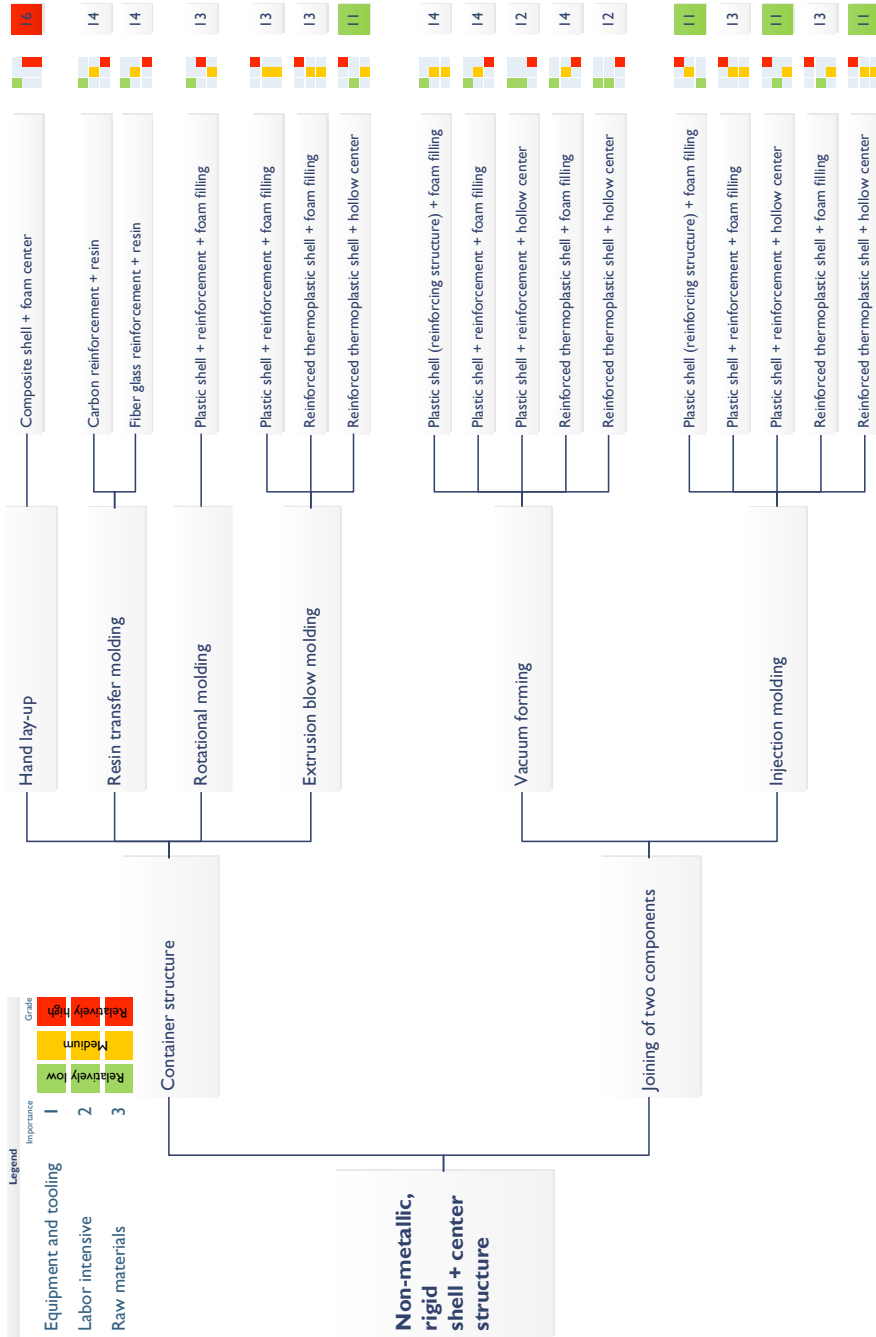 Legend
Importance
Grade
Equipment and tooling
1
Labor intensive
2
Raw materials
3
Relatively low
Relatively low
Medium
Relatively high
Relatively high
Non-metallic,
rigid
shell + center
structure
Container structure
Joining of two components
Hand lay-up
Resin transfer molding
Rotational molding
Extrusion blow molding
Vacuum forming
Injection molding
Composite shell + foam center
16
Carbon reinforcement + resin
14
Fiber glass reinforcement + resin
14
Plastic shell + reinforcement + foam filling
13
Plastic shell + reinforcement + foam filling
13
Reinforced thermoplastic shell + foam filling
13
Reinforced thermoplastic shell + hollow center
11
Plastic shell (reinforcing structure) + foam filling
14
Plastic shell + reinforcement + foam filling
14
Plastic shell + reinforcement + hollow center
12
Reinforced thermoplastic shell + foam filling
14
Reinforced thermoplastic shell + hollow center
12
Plastic shell (reinforcing structure) + foam filling
11
Plastic shell + reinforcement + foam filling
13
Plastic shell + reinforcement + hollow center
11
Reinforced thermoplastic shell + foam filling
13
Reinforced thermoplastic shell + hollow center
11